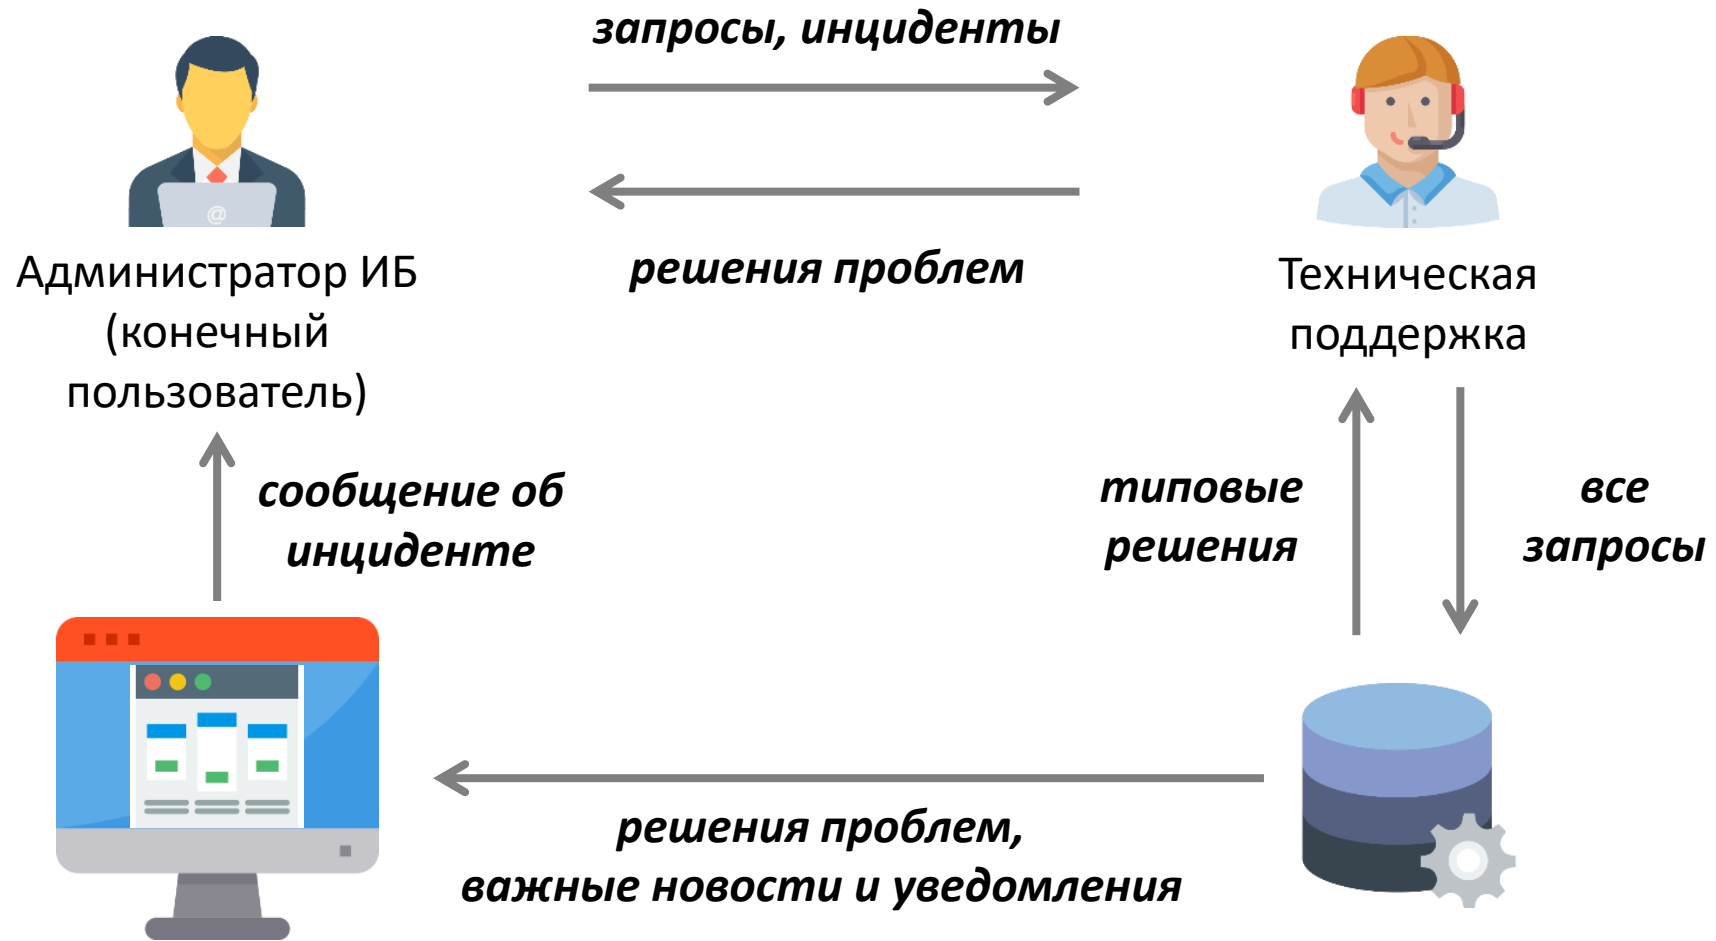 запросы, инциденты
@
решения проблем
Администратор ИБ
(конечный
пользователь)
Техническая
поддержка
сообщение об
инциденте
типовые
решения
все
запросы
решения проблем,
важные новости и уведомления